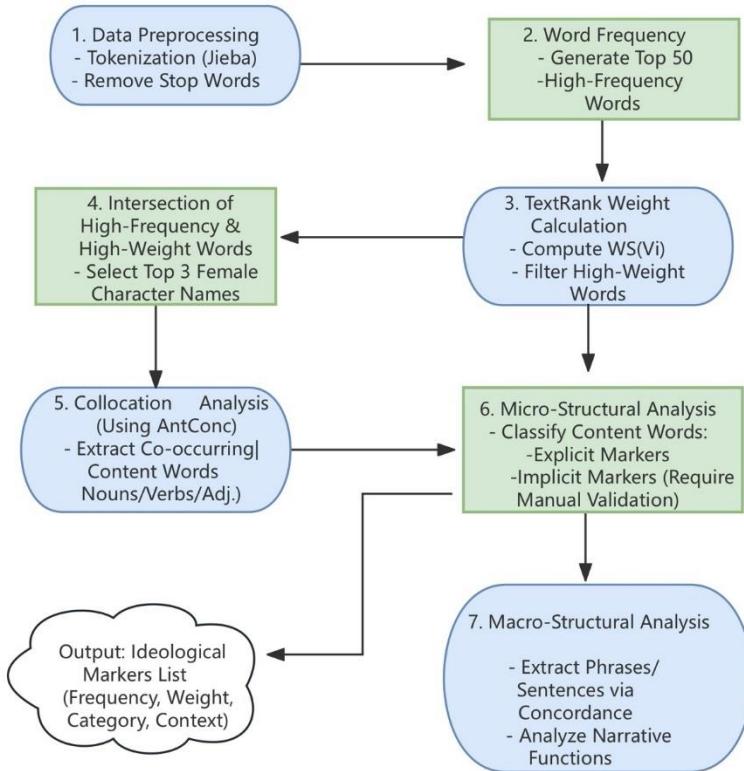 1. Data Preprocessing
- Tokenization (Jieba)
- Remove Stop Words
2. Word Frequency
- Generate Top 50
-High-Frequency
Words
3. TextRank Weight
Calculation
- Compute WS(Vi)
- Filter High-Weight
Words
4. Intersection of
High-Frequency &
High-Weight Words
- Select Top 3 Female
Character Names
5. Collocation Analysis
(Using AntConc)
- Extract Co-occurring|
Content Words
Nouns/Verbs/Adj.)
6. Micro-Structural Analysis
- Classify Content Words:
-Explicit Markers
-Implicit Markers (Require
Manual Validation)
Output: Ideological
Markers List
(Frequency, Weight,
Category, Context)
7. Macro-Structural Analysis
- Extract Phrases/
Sentences via
Concordance
- Analyze Narrative
Functions